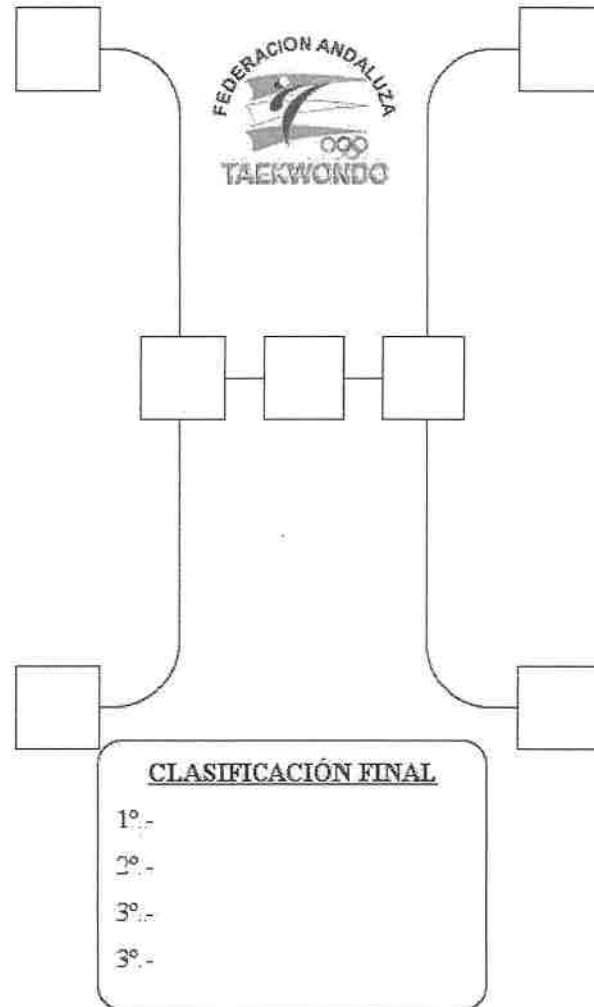 FEDERACION ANDALUZA
TAEKWONDO
CLASIFICACIÓN FINAL
1º.-
2º.-
3º.-
3º.-